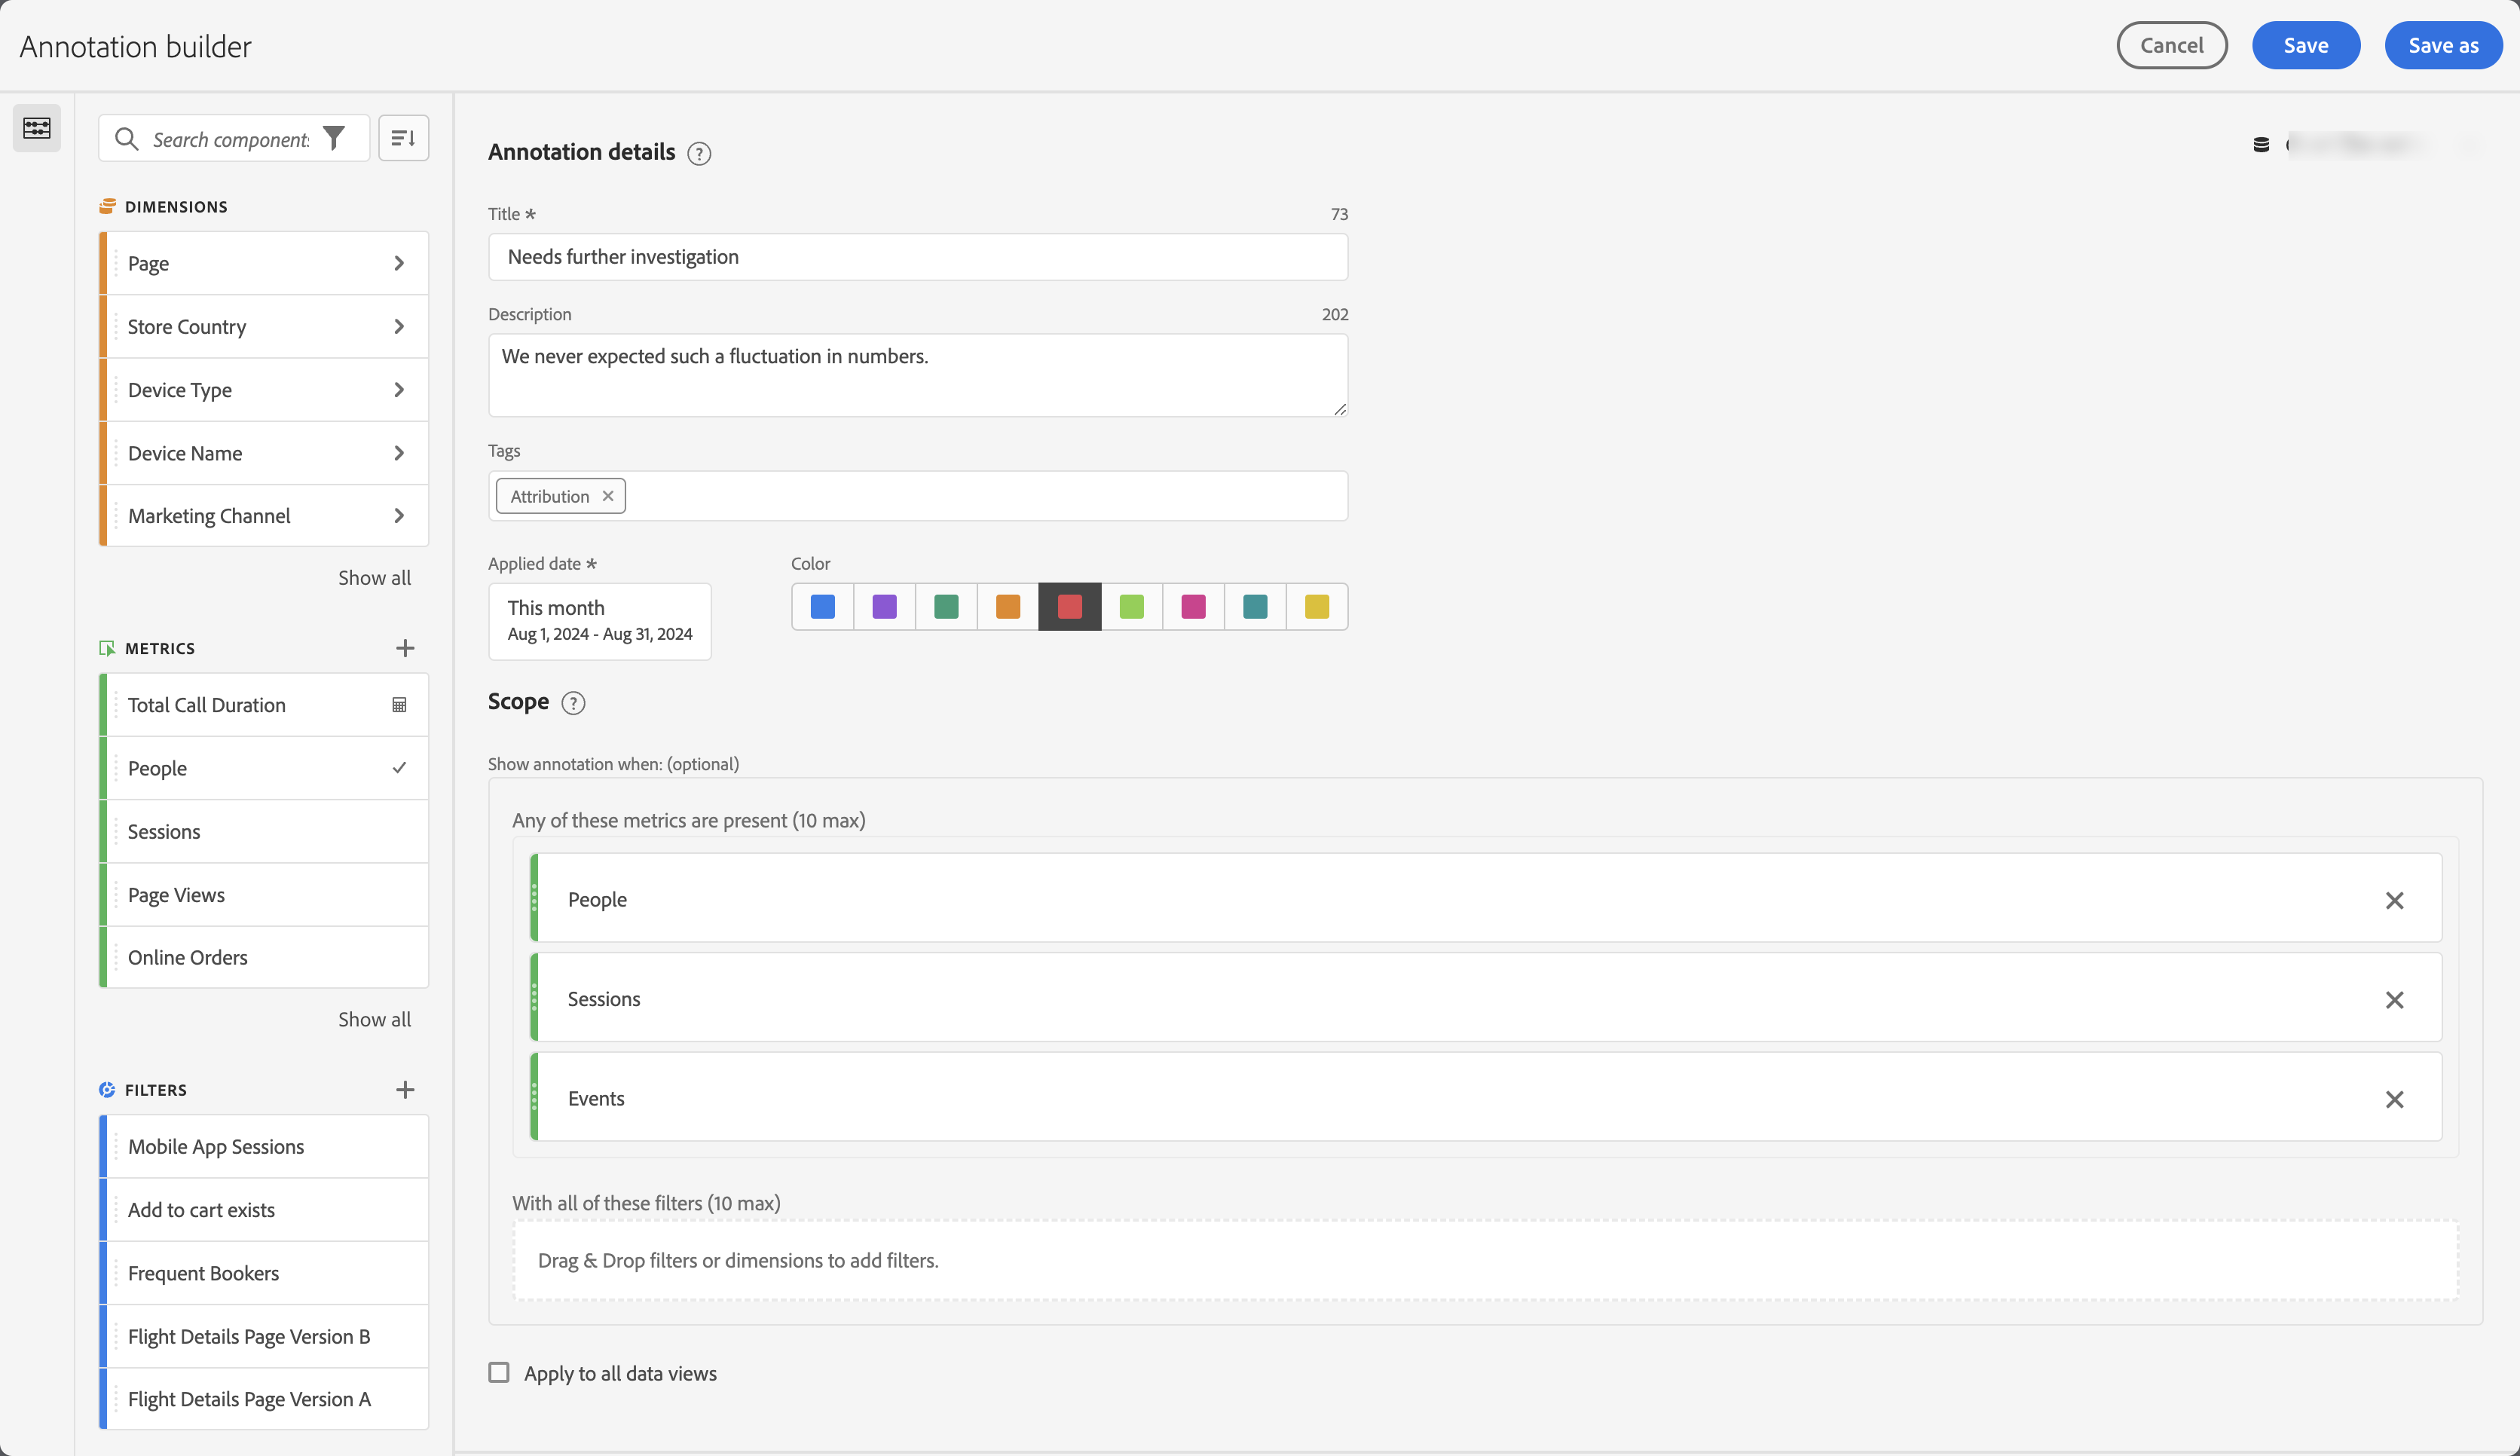 Annotation builder
Cancel
Save
Save as
Search component
DIMENSIONS
Page
Store Country
Device Type
Device Name
Marketing Channel
Show all
METRICS
Total Call Duration
People
Sessions
Page Views
Online Orders
Show all
FILTERS
Mobile App Sessions
Add to cart exists
Frequent Bookers
Flight Details Page Version B
Flight Details Page Version A
Annotation details ?
Title * 73
Needs further investigation
Description 202
We never expected such a fluctuation in numbers.
Tags
Attribution
Applied date *
This month
Aug 1, 2024 - Aug 31, 2024
Color
Scope ?
Show annotation when: (optional)
Any of these metrics are present (10 max)
People
Sessions
Events
With all of these filters (10 max)
Drag & Drop filters or dimensions to add filters.
Apply to all data views